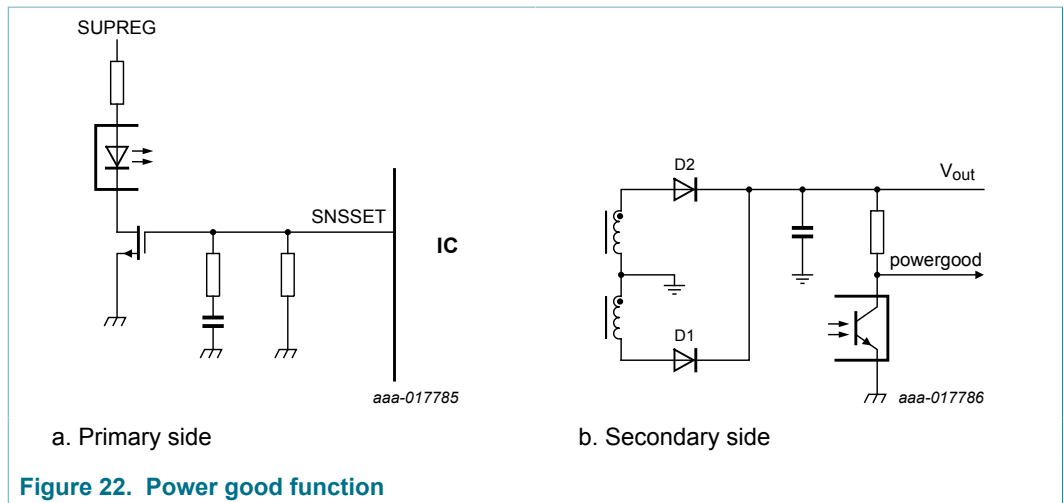 SUPREG
SNSSET
IC
aaa-017785
a. Primary side
D2
Vout
powergood
D1
aaa-017786
b. Secondary side
Figure 22. Power good function